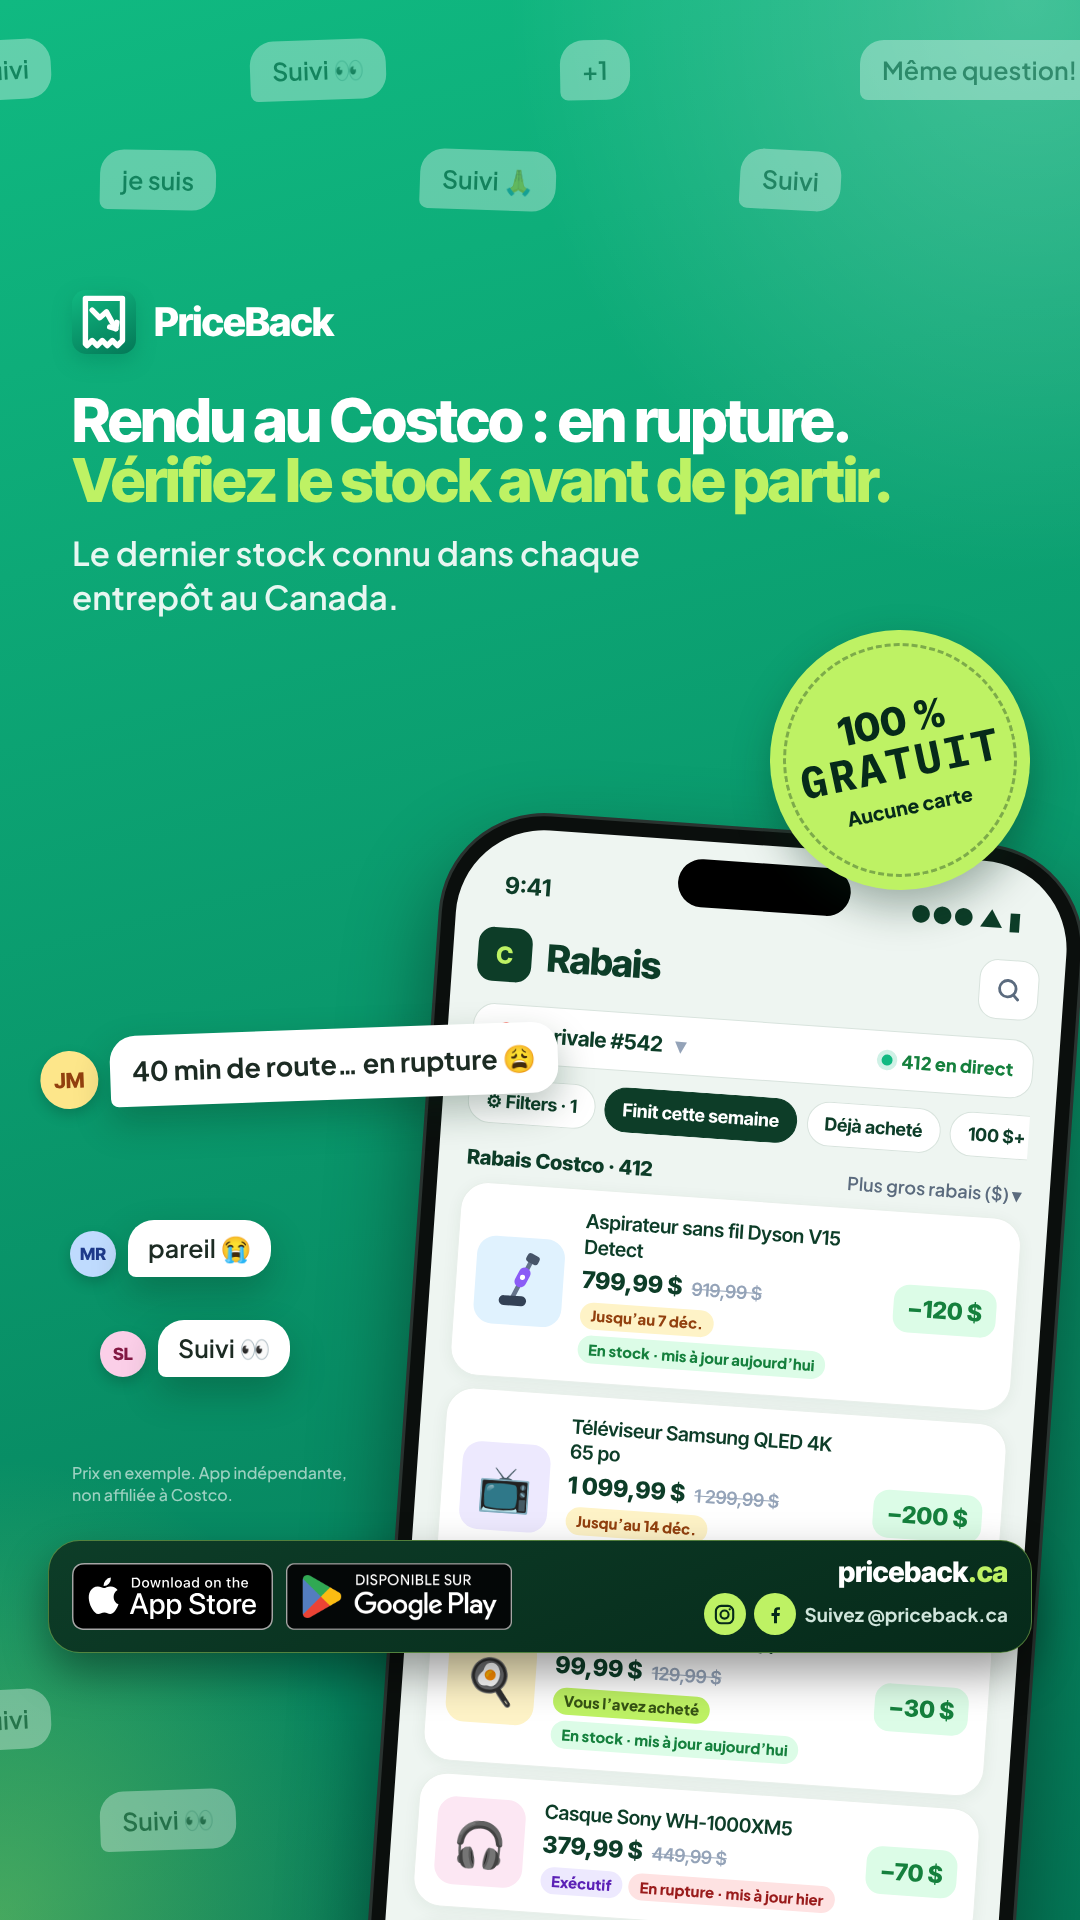 ivi
Suivi 👀
+1
Même question!
je suis
Suivi 🙏
Suivi
PriceBack
Rendu au Costco : en rupture.
Vérifiez le stock avant de partir.
Le dernier stock connu dans chaque
entrepôt au Canada.
100 %
GRATUIT
Aucune carte
9:41
C
Rabais
rivale #542 ▼
412 en direct
JM
40 min de route… en rupture 😩
⚙ Filters · 1
Finit cette semaine
Déjà acheté
100 $+
Rabais Costco · 412
Plus gros rabais ($) ▾
Aspirateur sans fil Dyson V15
Detect
799,99 $ 919,99 $
−120 $
Jusqu’au 7 déc.
En stock · mis à jour aujourd’hui
MR
pareil 😭
SL
Suivi 👀
Téléviseur Samsung QLED 4K
65 po
1 099,99 $ 1 299,99 $
−200 $
Jusqu’au 14 déc.
Prix en exemple. App indépendante,
non affiliée à Costco.
Download on the
App Store
DISPONIBLE SUR
Google Play
priceback.ca
Suivez @priceback.ca
99,99 $ 129,99 $
−30 $
Vous l’avez acheté
En stock · mis à jour aujourd’hui
ivi
Suivi 👀
Casque Sony WH-1000XM5
379,99 $ 449,99 $
−70 $
Exécutif
En rupture · mis à jour hier